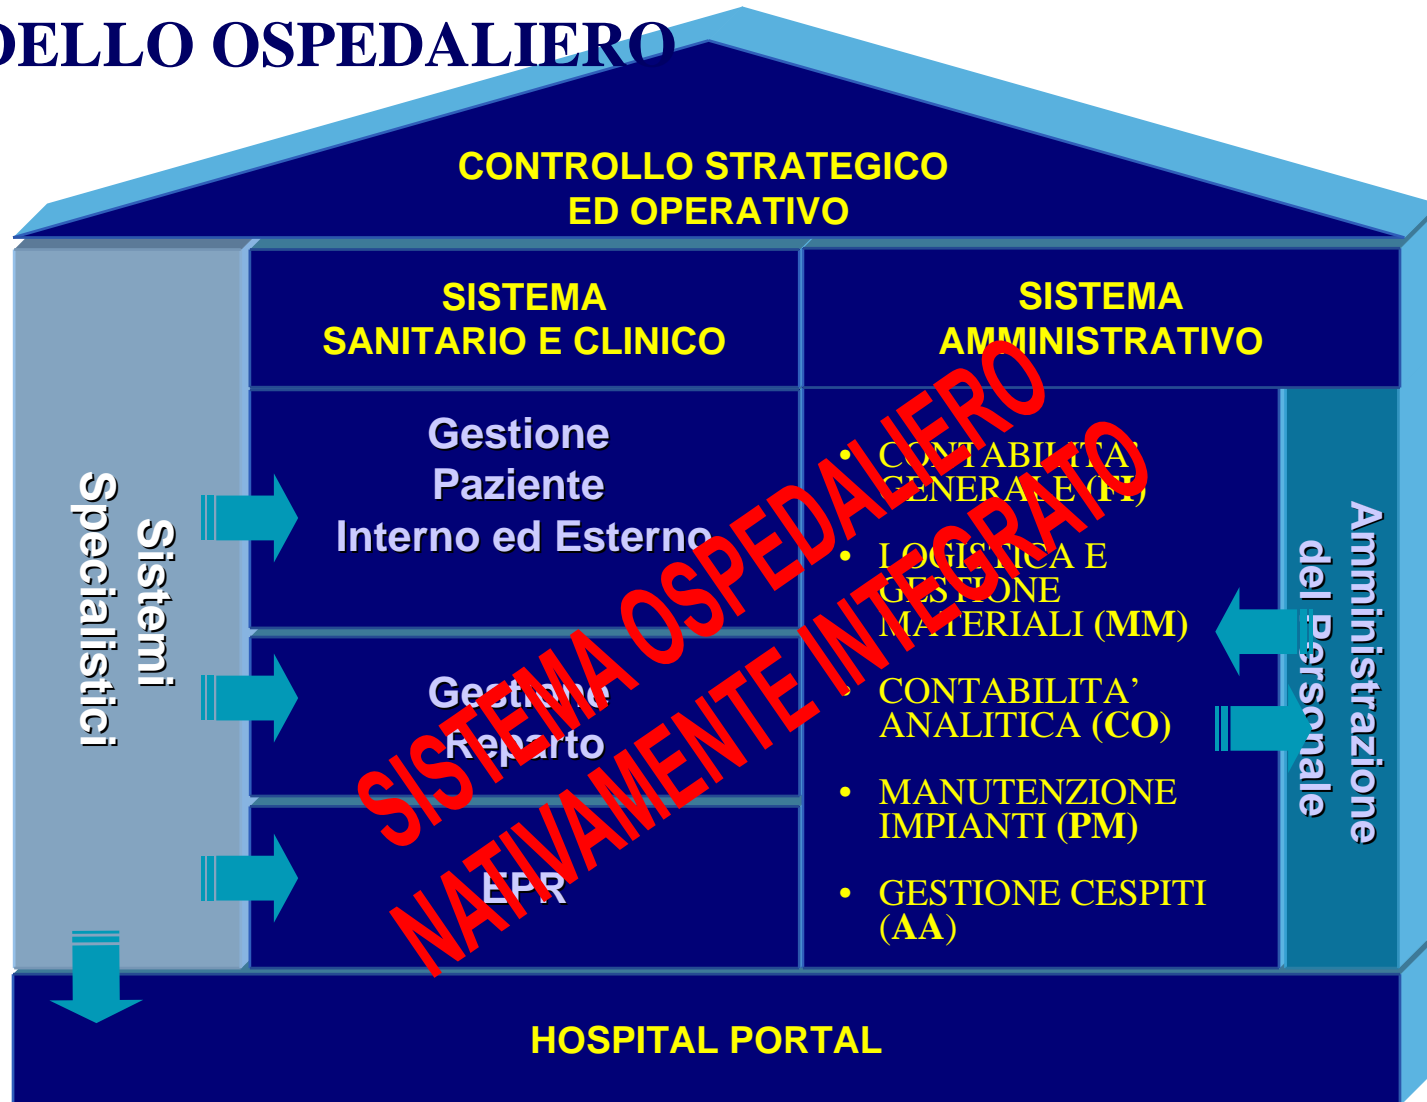 DELLO OSPEDALIERO
CONTROLLO STRATEGICO
ED OPERATIVO
SISTEMA
SANITARIO E CLINICO
SISTEMA
AMMINISTRATIVO
Sistemi
Specialistici
Gestione
Paziente
Interno ed Esterno
Gestione
Reparto
EPR
• CONTABILITA’
GENERALE (FI)
• LOGISTICA E
GESTIONE
MATERIALI (MM)
• CONTABILITA’
ANALITICA (CO)
• MANUTENZIONE
IMPIANTI (PM)
• GESTIONE CESPITI
(AA)
Amministrazione
del Personale
SISTEMA OSPEDALIERO
NATIVAMENTE INTEGRATO
HOSPITAL PORTAL